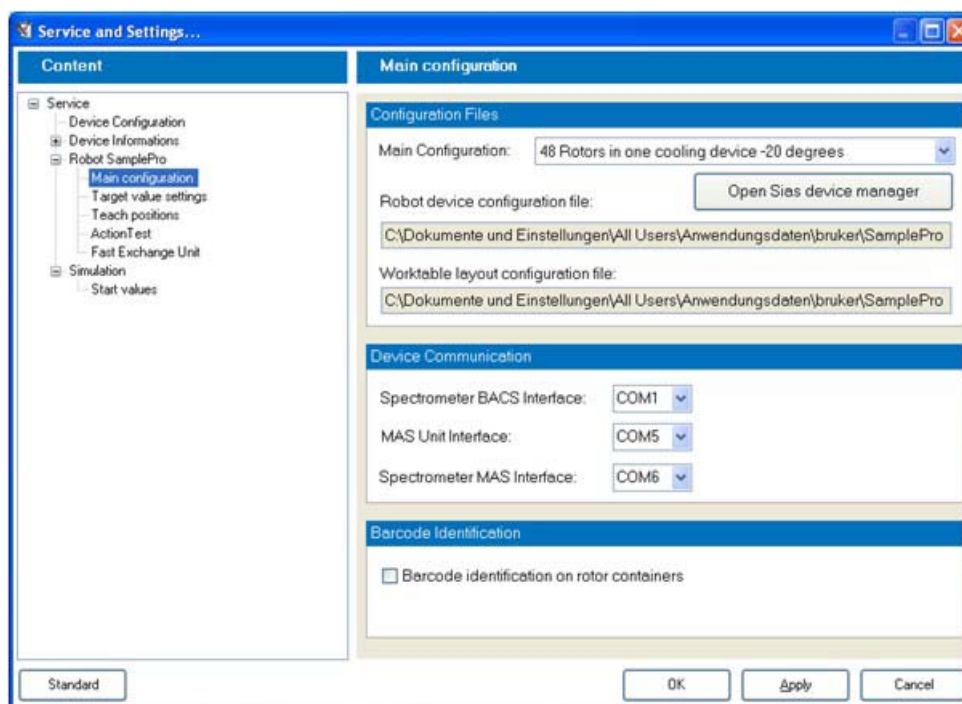 Service and Settings...
Content
Service
Device Configuration
Device Informations
Robot SamplePro
Main configuration
Target value settings
Teach positions
ActionTest
Fast Exchange Unit
Simulation
Start values
Main configuration
Configuration Files
Main Configuration: 48 Rotors in one cooling device -20 degrees
Open Sias device manager
Robot device configuration file:
C:\Dokumente und Einstellungen\All Users\Anwendungsdaten\bruker\SamplePro
Worktable layout configuration file:
C:\Dokumente und Einstellungen\All Users\Anwendungsdaten\bruker\SamplePro
Device Communication
Spectrometer BACS Interface: COM1
MAS Unit Interface: COM5
Spectrometer MAS Interface: COM6
Barcode Identification
Barcode identification on rotor containers
Standard OK Apply Cancel